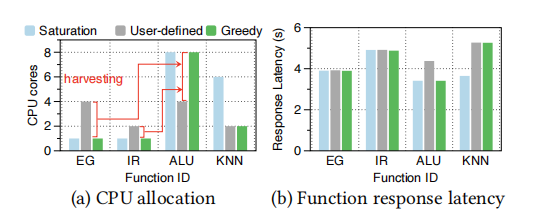 Saturation User-defined Greedy
CPU cores
8
6
4
2
0
harvesting
EG IR ALU KNN
Function ID
(a) CPU allocation
Response Latency (s)
6
4
2
0
EG IR ALU KNN
Function ID
(b) Function response latency